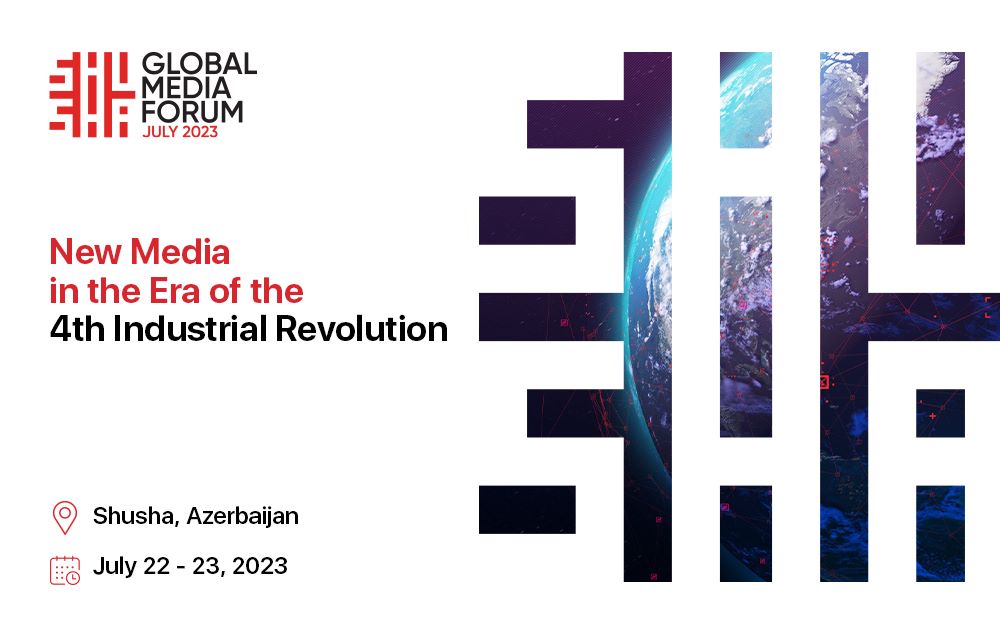 GLOBAL
MEDIA
FORUM
JULY 2023
New Media
in the Era of the
4th Industrial Revolution
Shusha, Azerbaijan
July 22 - 23, 2023